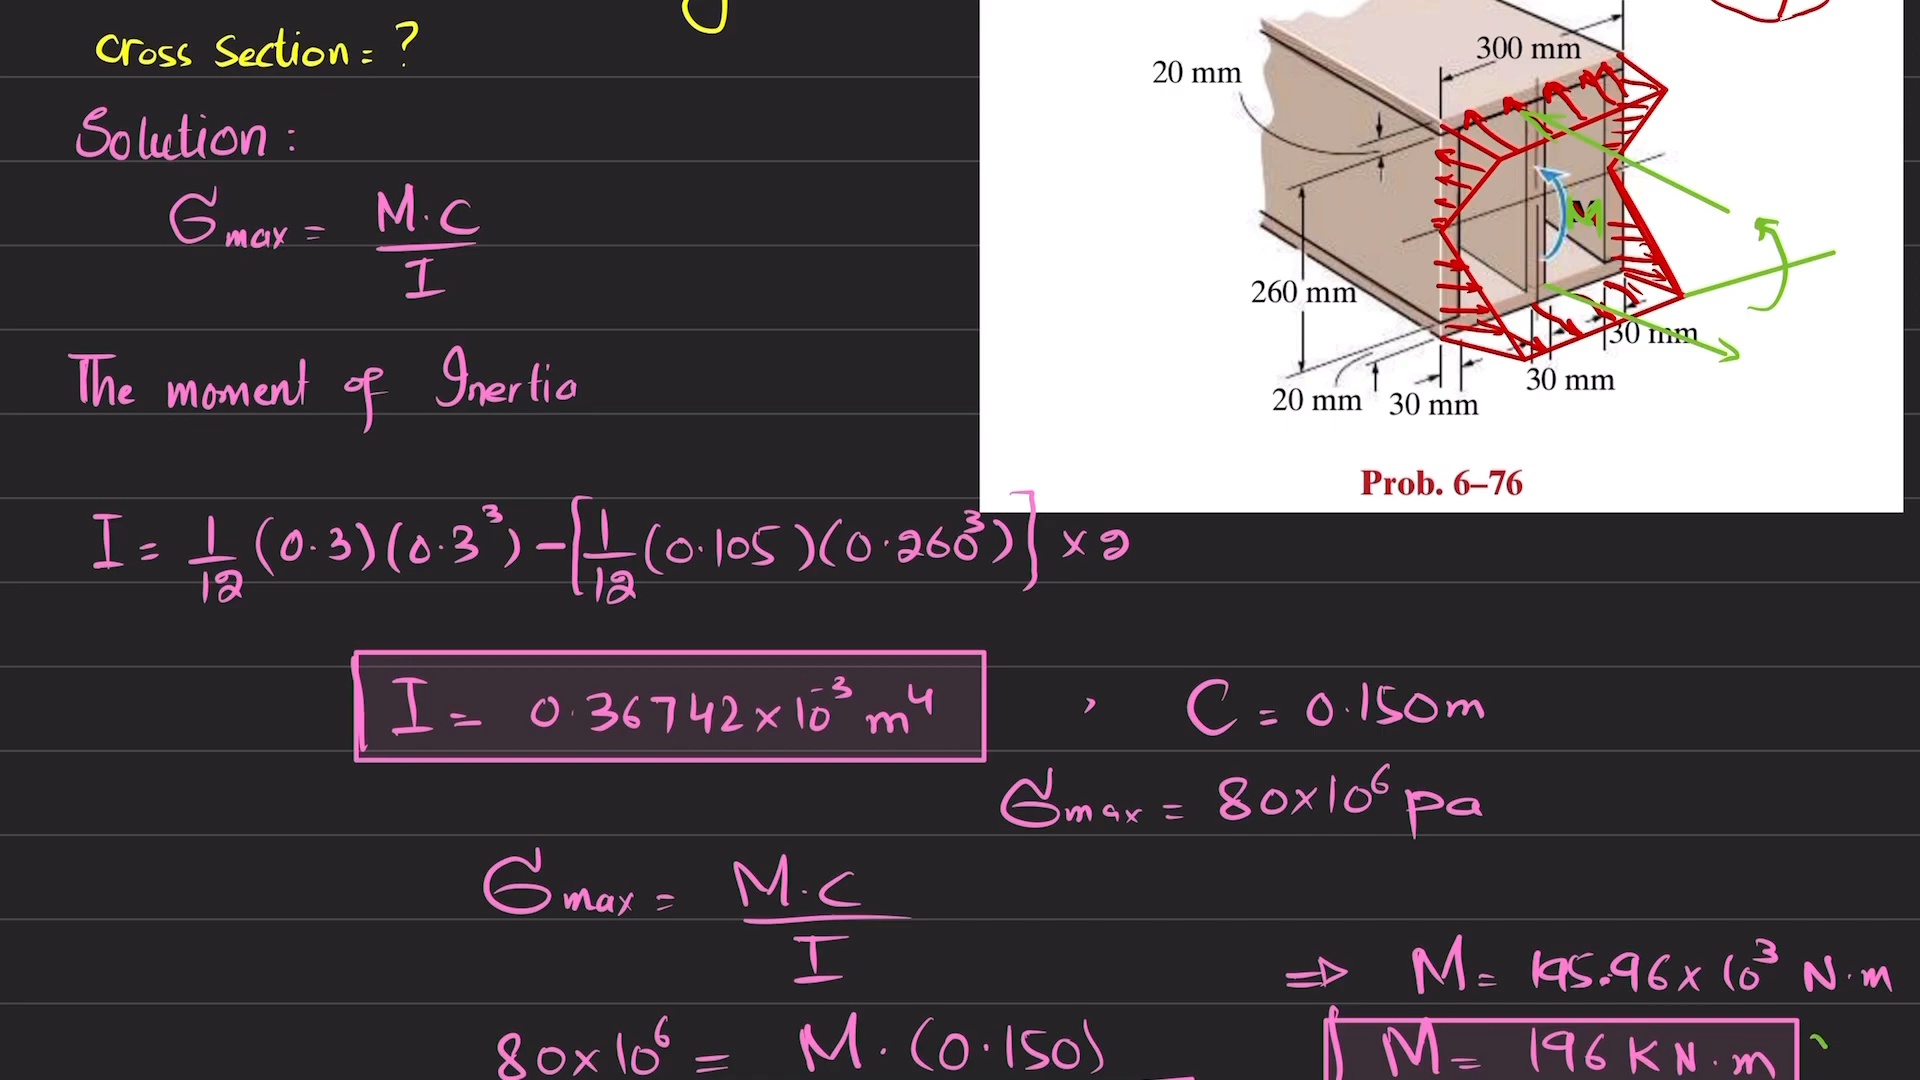 Cross Section = ?
Solution :
σmax = M·C / I
The moment of Inertia
I = 1/12 (0.3)(0.3³) - [1/12 (0.105)(0.260³)] × 2
I = 0.36742 × 10⁻³ m⁴ , C = 0.150m
σmax = 80×10⁶ pa
σmax = M·C / I
⇒ M = 195.96 × 10³ N·m
80×10⁶ = M·(0.150)
M = 196 KN·m
300 mm
20 mm
M
260 mm
30 mm
30 mm
20 mm
30 mm
Prob. 6–76